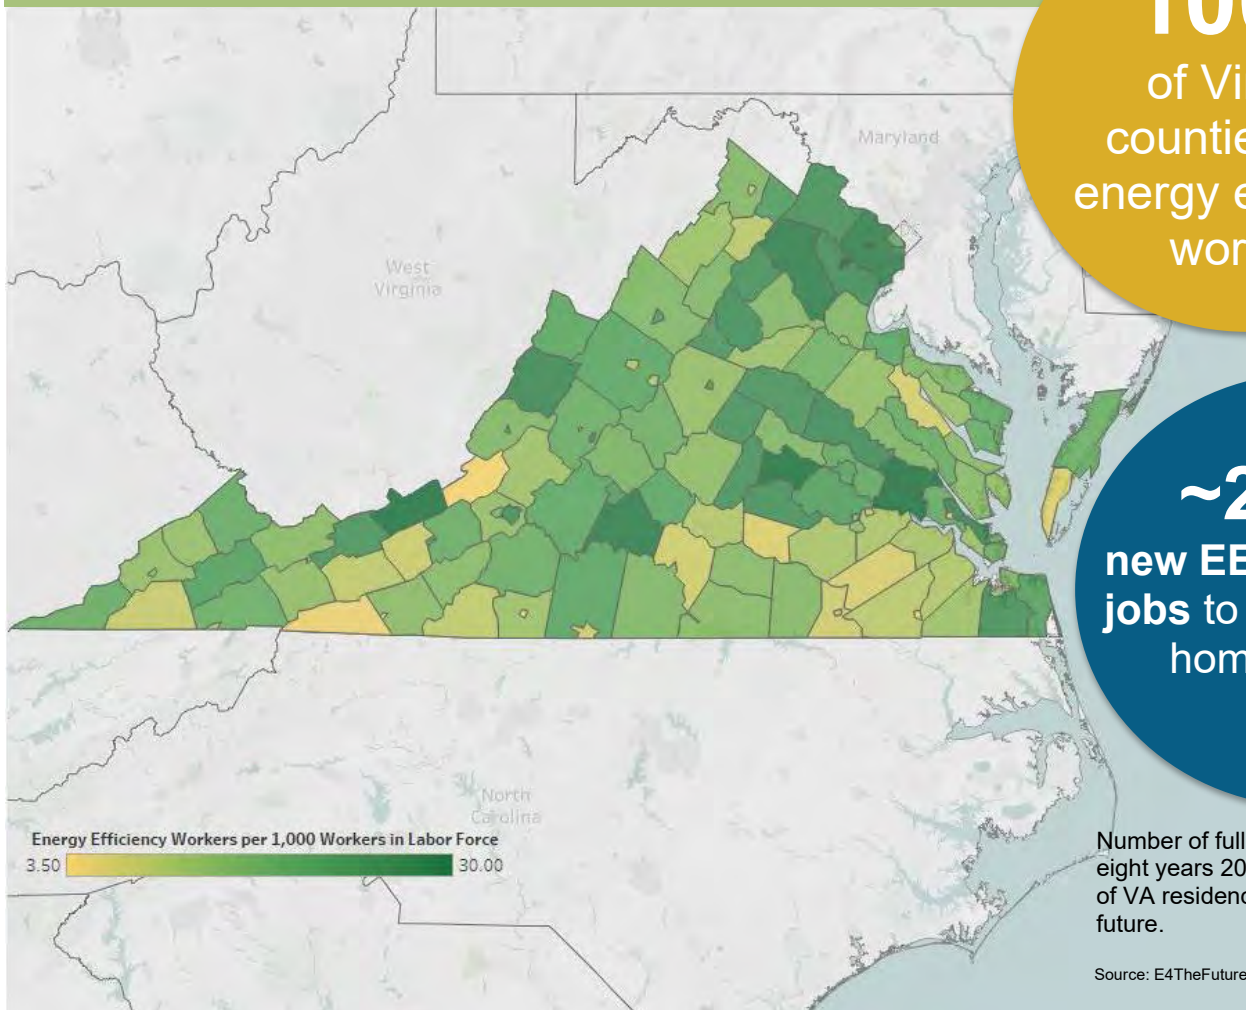 of Vi
countie
energy e
wor
Maryland
DC
West
Virginia
new EE
jobs to
hom
North
Carolina
Energy Efficiency Workers per 1,000 Workers in Labor Force
3.50
30.00
Number of full
eight years 20
of VA residenc
future.
~2
Source: E4TheFuture